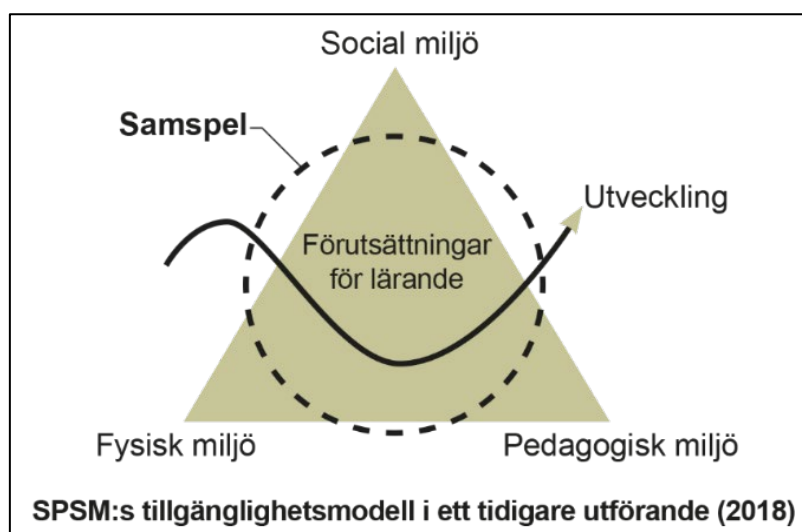 Social miljö
Samspel
Utveckling
Förutsättningar
för lärande
Fysisk miljö
Pedagogisk miljö
SPSM:s tillgänglighetsmodell i ett tidigare utförande (2018)